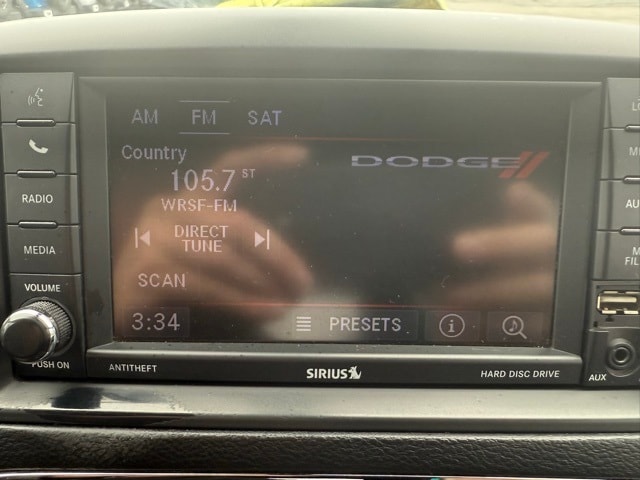 AM FM SAT
Country
DODGE
105.7 ST
WRSF-FM
DIRECT
TUNE
SCAN
3:34
PRESETS
RADIO
MEDIA
VOLUME
PUSH ON
ANTITHEFT
SIRIUS
HARD DISC DRIVE
AUX